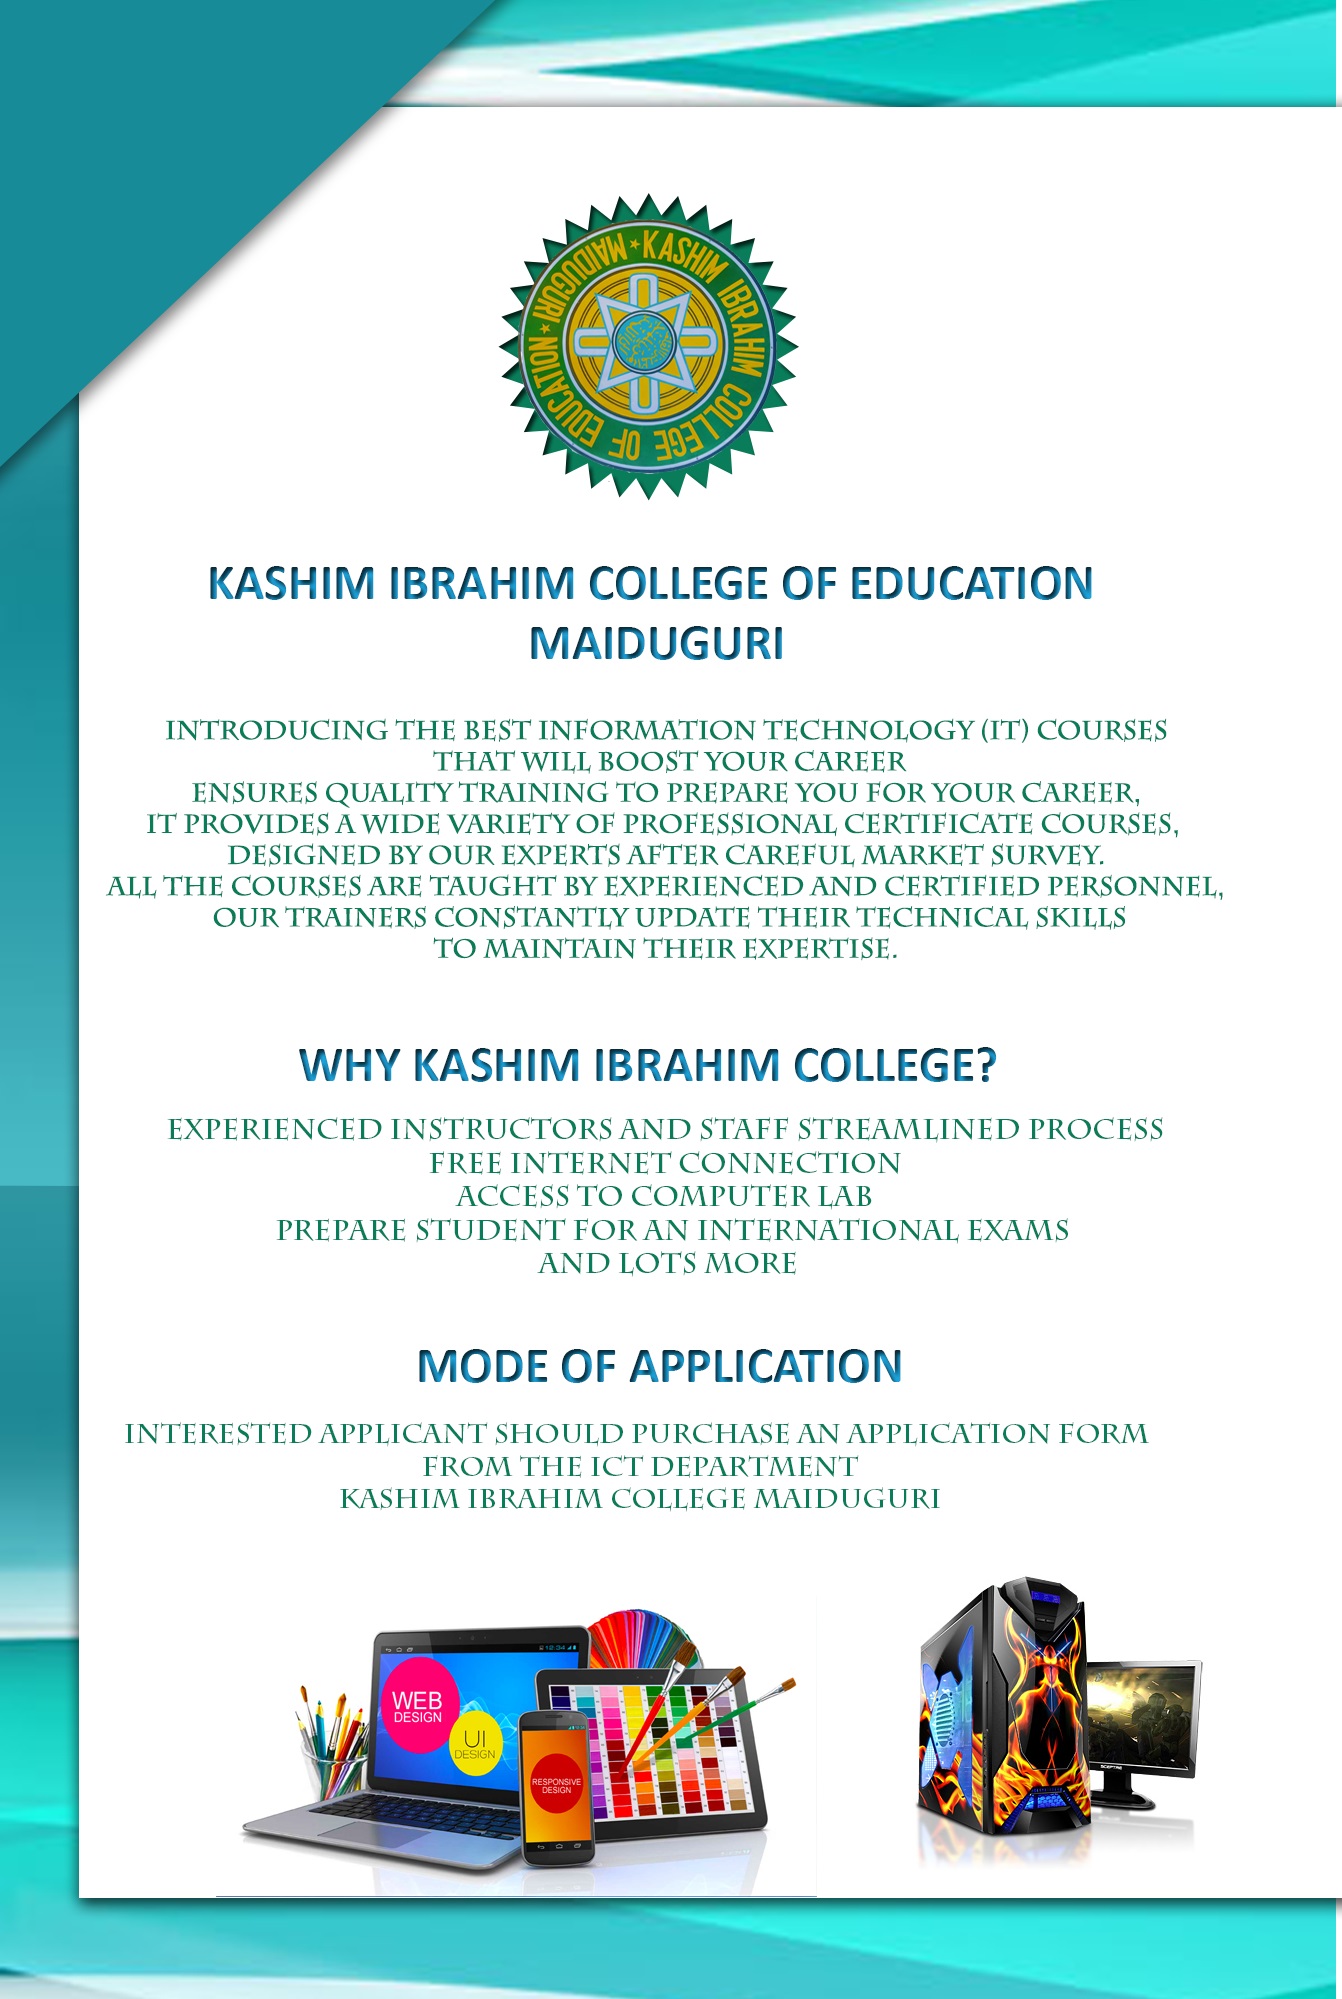 KASHIM IBRAHIM COLLEGE OF EDUCATION ★ MAIDUGURI ★
KASHIM IBRAHIM COLLEGE OF EDUCATION
MAIDUGURI
INTRODUCING THE BEST INFORMATION TECHNOLOGY (IT) COURSES
THAT WILL BOOST YOUR CAREER
ENSURES QUALITY TRAINING TO PREPARE YOU FOR YOUR CAREER,
IT PROVIDES A WIDE VARIETY OF PROFESSIONAL CERTIFICATE COURSES,
DESIGNED BY OUR EXPERTS AFTER CAREFUL MARKET SURVEY.
ALL THE COURSES ARE TAUGHT BY EXPERIENCED AND CERTIFIED PERSONNEL,
OUR TRAINERS CONSTANTLY UPDATE THEIR TECHNICAL SKILLS
TO MAINTAIN THEIR EXPERTISE.
WHY KASHIM IBRAHIM COLLEGE?
EXPERIENCED INSTRUCTORS AND STAFF STREAMLINED PROCESS
FREE INTERNET CONNECTION
ACCESS TO COMPUTER LAB
PREPARE STUDENT FOR AN INTERNATIONAL EXAMS
AND LOTS MORE
MODE OF APPLICATION
INTERESTED APPLICANT SHOULD PURCHASE AN APPLICATION FORM
FROM THE ICT DEPARTMENT
KASHIM IBRAHIM COLLEGE MAIDUGURI
12:34
WEB
DESIGN
UI
DESIGN
RESPONSIVE
DESIGN
SCEPTRE